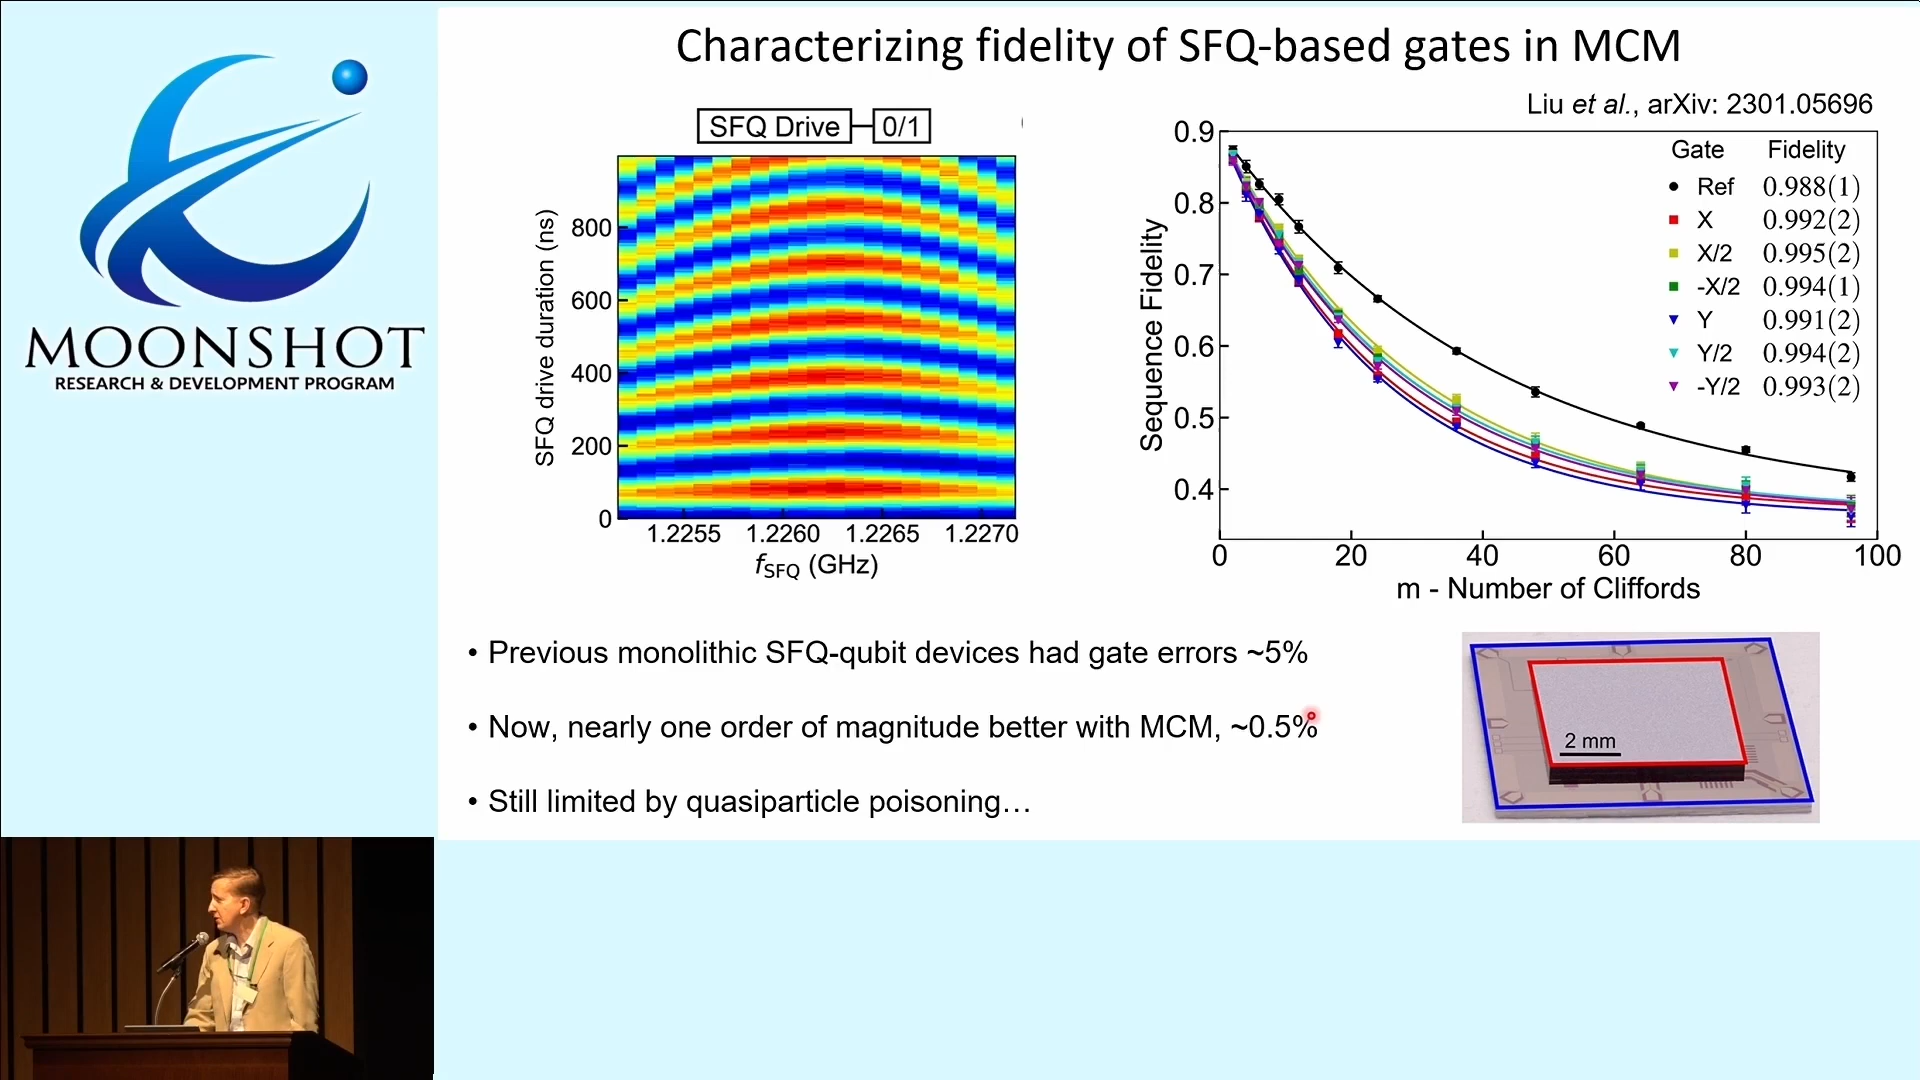 Characterizing fidelity of SFQ-based gates in MCM
MOONSHOT
RESEARCH & DEVELOPMENT PROGRAM
SFQ Drive
0/1
SFQ drive duration (ns)
800
600
400
200
0
1.2255 1.2260 1.2265 1.2270
fSFQ (GHz)
Liu et al., arXiv: 2301.05696
Sequence Fidelity
0.9
0.8
0.7
0.6
0.5
0.4
Gate Fidelity
Ref 0.988(1)
X 0.992(2)
X/2 0.995(2)
-X/2 0.994(1)
Y 0.991(2)
Y/2 0.994(2)
-Y/2 0.993(2)
0 20 40 60 80 100
m - Number of Cliffords
• Previous monolithic SFQ-qubit devices had gate errors ~5%
• Now, nearly one order of magnitude better with MCM, ~0.5%
• Still limited by quasiparticle poisoning…
2 mm